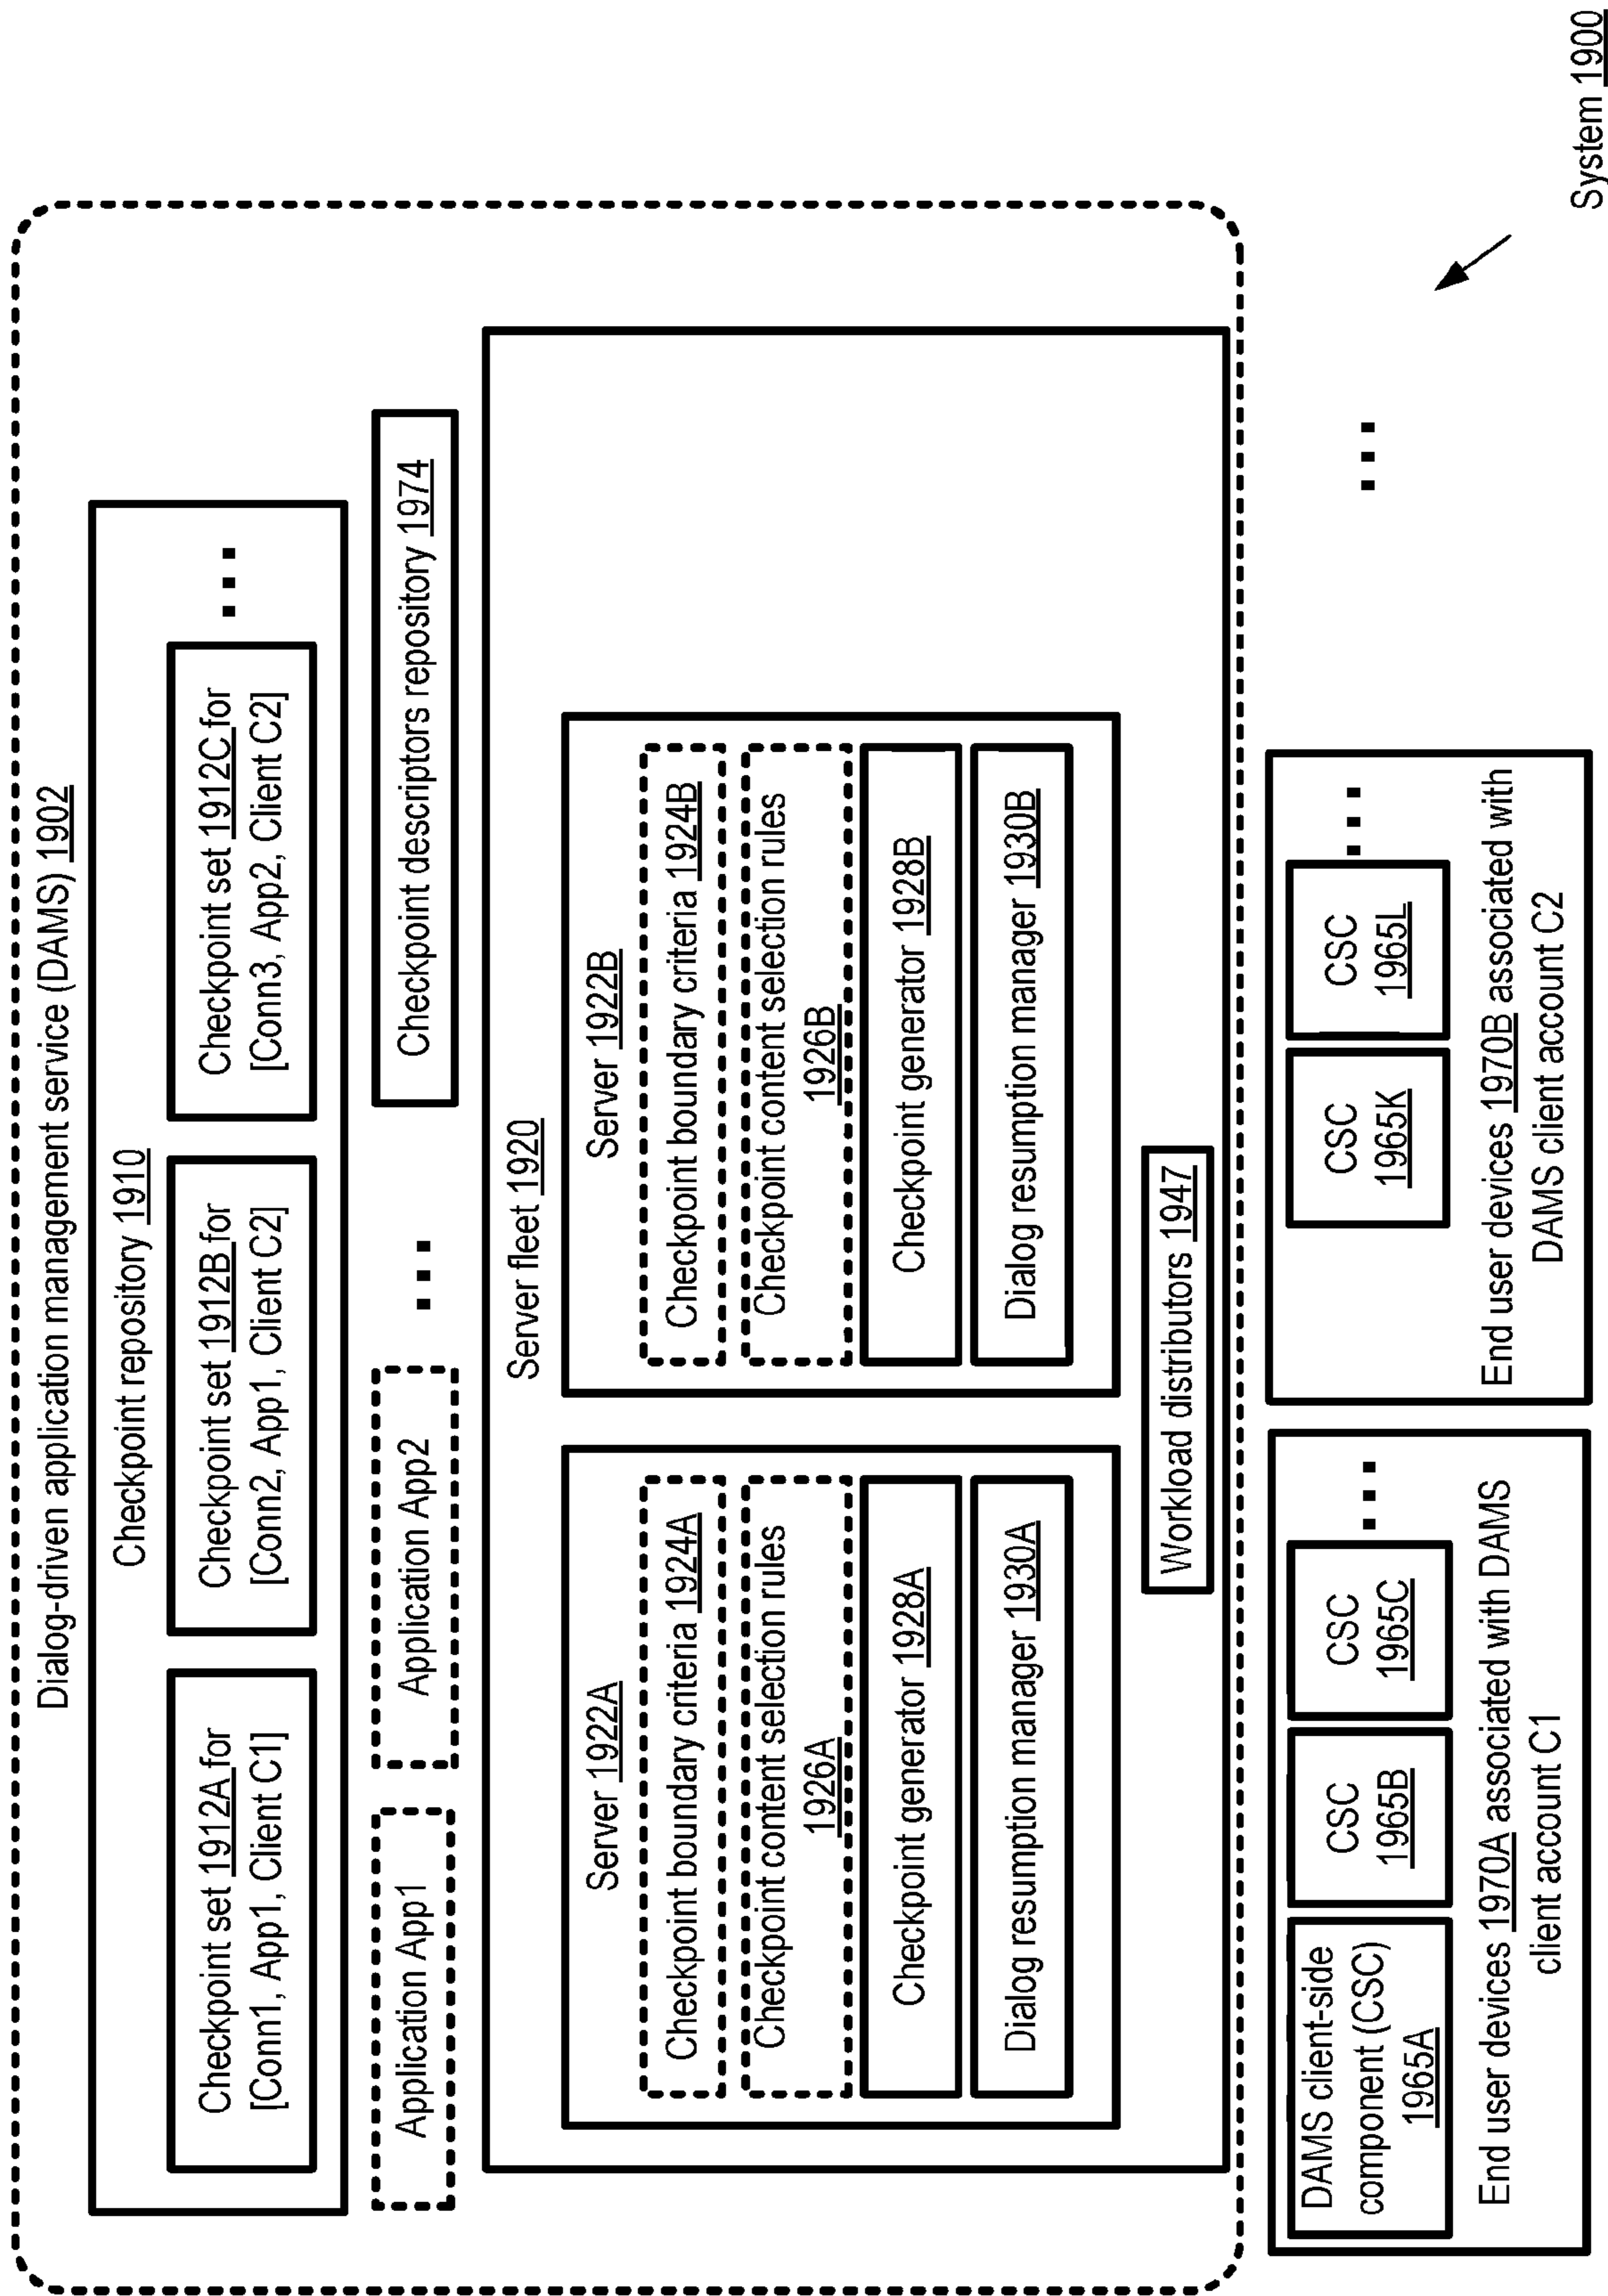 Dialog-driven application management service (DAMS) 1902
Checkpoint repository 1910
Checkpoint set 1912A for
[Conn1, App1, Client C1]
Checkpoint set 1912B for
[Conn2, App1, Client C2]
Checkpoint set 1912C for
[Conn3, App2, Client C2]
...
Application App1
Application App2
...
Checkpoint descriptors repository 1974
Server fleet 1920
Server 1922A
Checkpoint boundary criteria 1924A
Checkpoint content selection rules
1926A
Checkpoint generator 1928A
Dialog resumption manager 1930A
Server 1922B
Checkpoint boundary criteria 1924B
Checkpoint content selection rules
1926B
Checkpoint generator 1928B
Dialog resumption manager 1930B
Workload distributors 1947
DAMS client-side
component (CSC)
1965A
CSC
1965B
CSC
1965C
...
End user devices 1970A associated with DAMS
client account C1
CSC
1965K
CSC
1965L
...
End user devices 1970B associated with
DAMS client account C2
...
System 1900